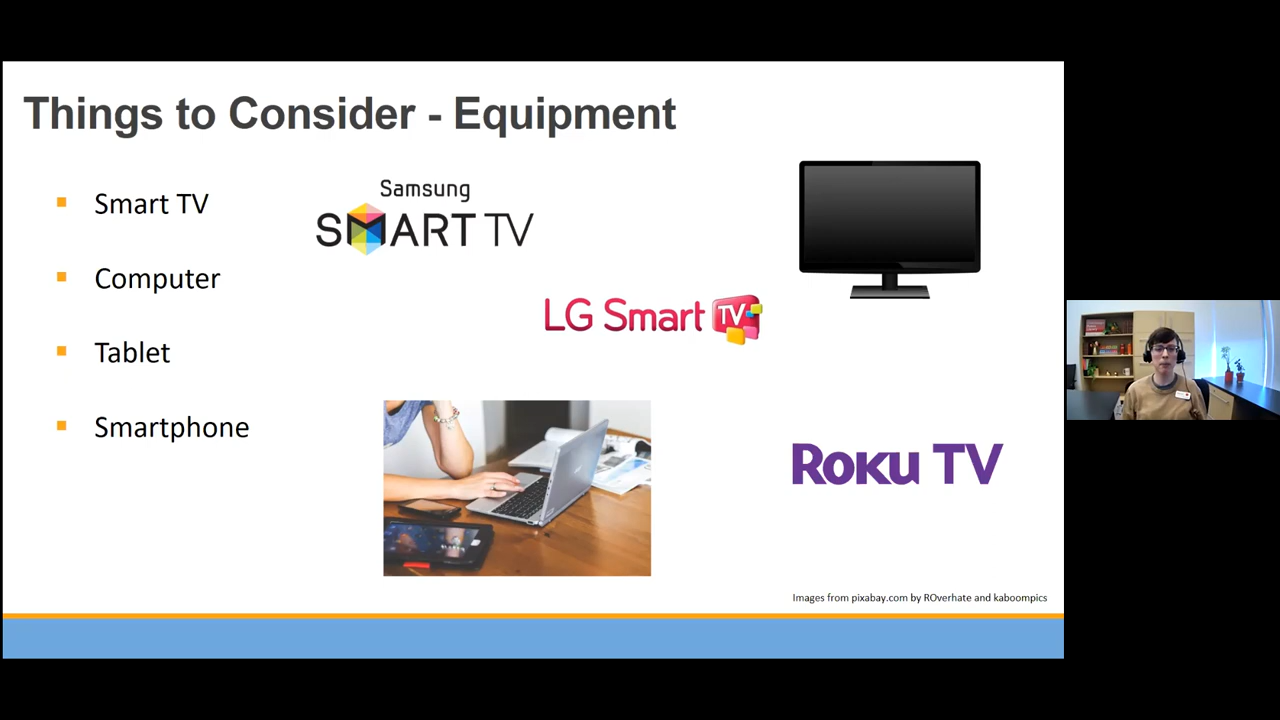 Things to Consider - Equipment
Smart TV
Computer
Tablet
Smartphone
Samsung
SMART TV
LG Smart TV
Roku TV
Images from pixabay.com by ROverhate and kaboompics